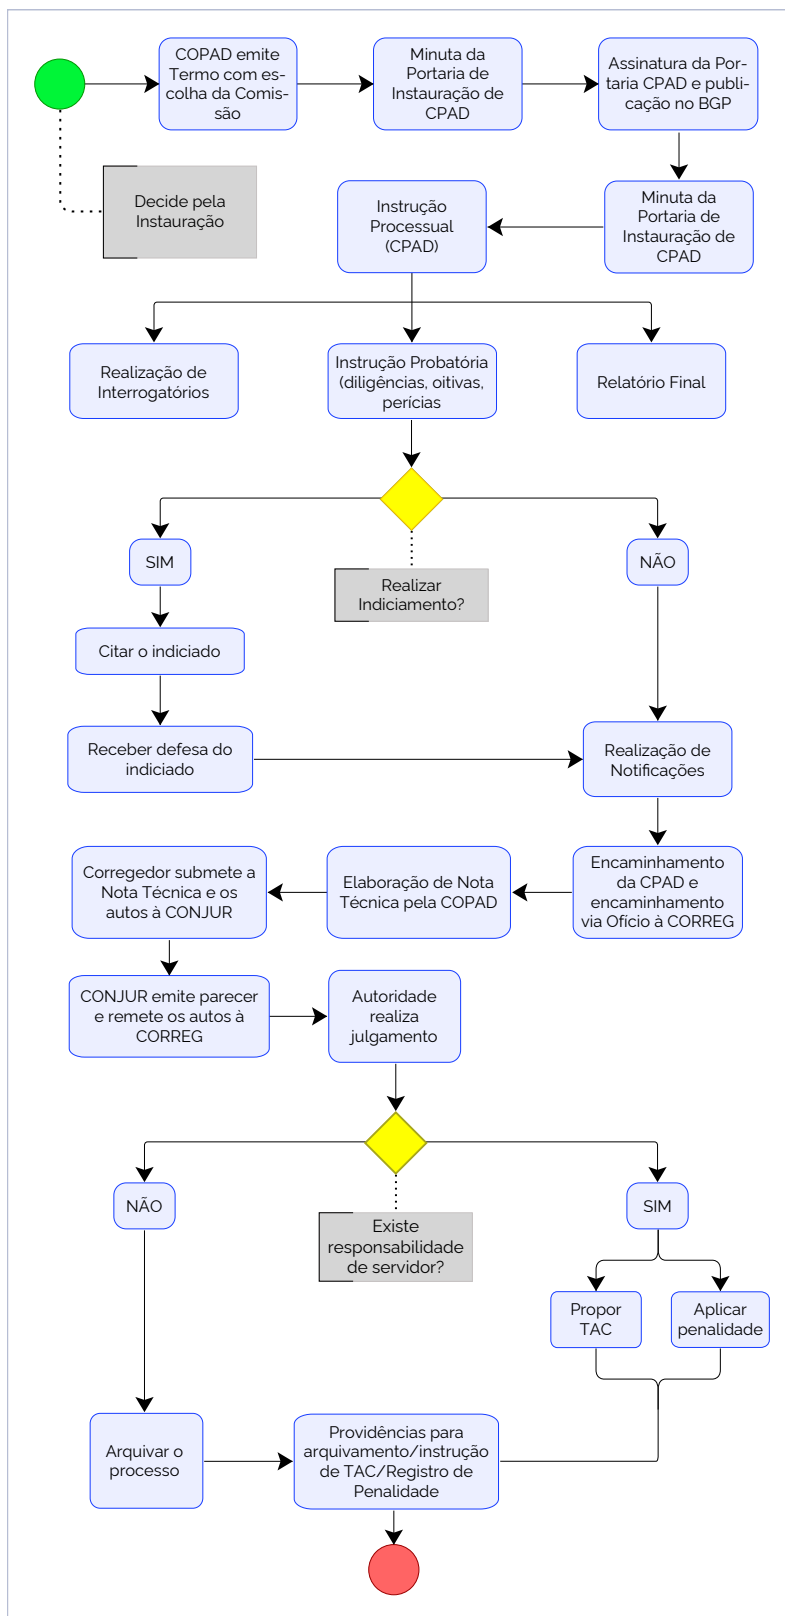 COPAD emite
Termo com es-
colha da Comis-
são
Minuta da
Portaria de
Instauração de
CPAD
Assinatura da Por-
taria CPAD e publi-
cação no BGP
Decide pela
Instauração
Instrução
Processual
(CPAD)
Minuta da
Portaria de
Instauração de
CPAD
Realização de
Interrogatórios
Instrução Probatória
(diligências, oitivas,
perícias
Relatório Final
SIM
NÃO
Realizar
Indiciamento?
Citar o indiciado
Receber defesa do
indiciado
Realização de
Notificações
Corregedor submete a
Nota Técnica e os
autos à CONJUR
Elaboração de Nota
Técnica pela COPAD
Encaminhamento
da CPAD e
encaminhamento
via Ofício à CORREG
CONJUR emite parecer
e remete os autos à
CORREG
Autoridade
realiza
julgamento
NÃO
SIM
Existe
responsabilidade
de servidor?
Propor
TAC
Aplicar
penalidade
Arquivar o
processo
Providências para
arquivamento/instrução
de TAC/Registro de
Penalidade